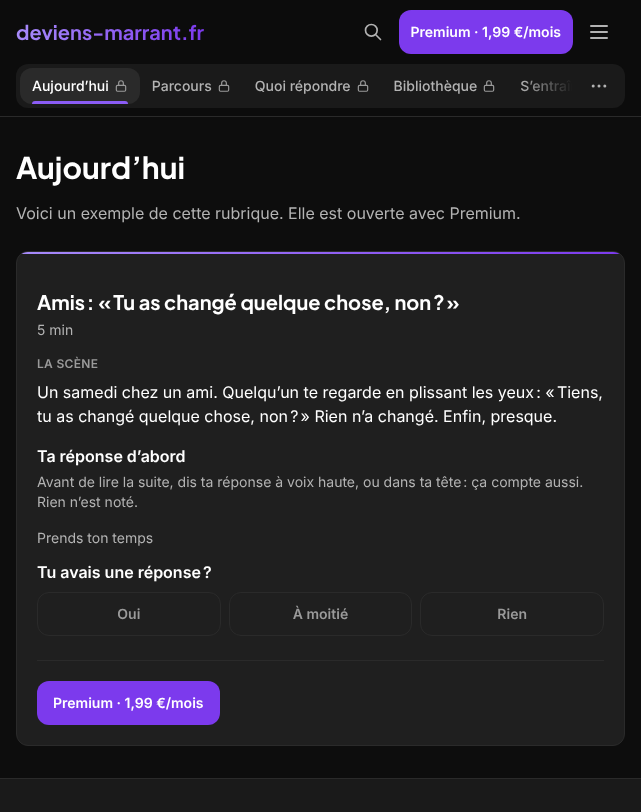 deviens-marrant.fr
Premium · 1,99 €/mois
Aujourd’hui
Parcours
Quoi répondre
Bibliothèque
S’entraî
Aujourd’hui
Voici un exemple de cette rubrique. Elle est ouverte avec Premium.
Amis : « Tu as changé quelque chose, non ? »
5 min
LA SCÈNE
Un samedi chez un ami. Quelqu’un te regarde en plissant les yeux : « Tiens,
tu as changé quelque chose, non ? » Rien n’a changé. Enfin, presque.
Ta réponse d’abord
Avant de lire la suite, dis ta réponse à voix haute, ou dans ta tête : ça compte aussi.
Rien n’est noté.
Prends ton temps
Tu avais une réponse ?
Oui
À moitié
Rien
Premium · 1,99 €/mois